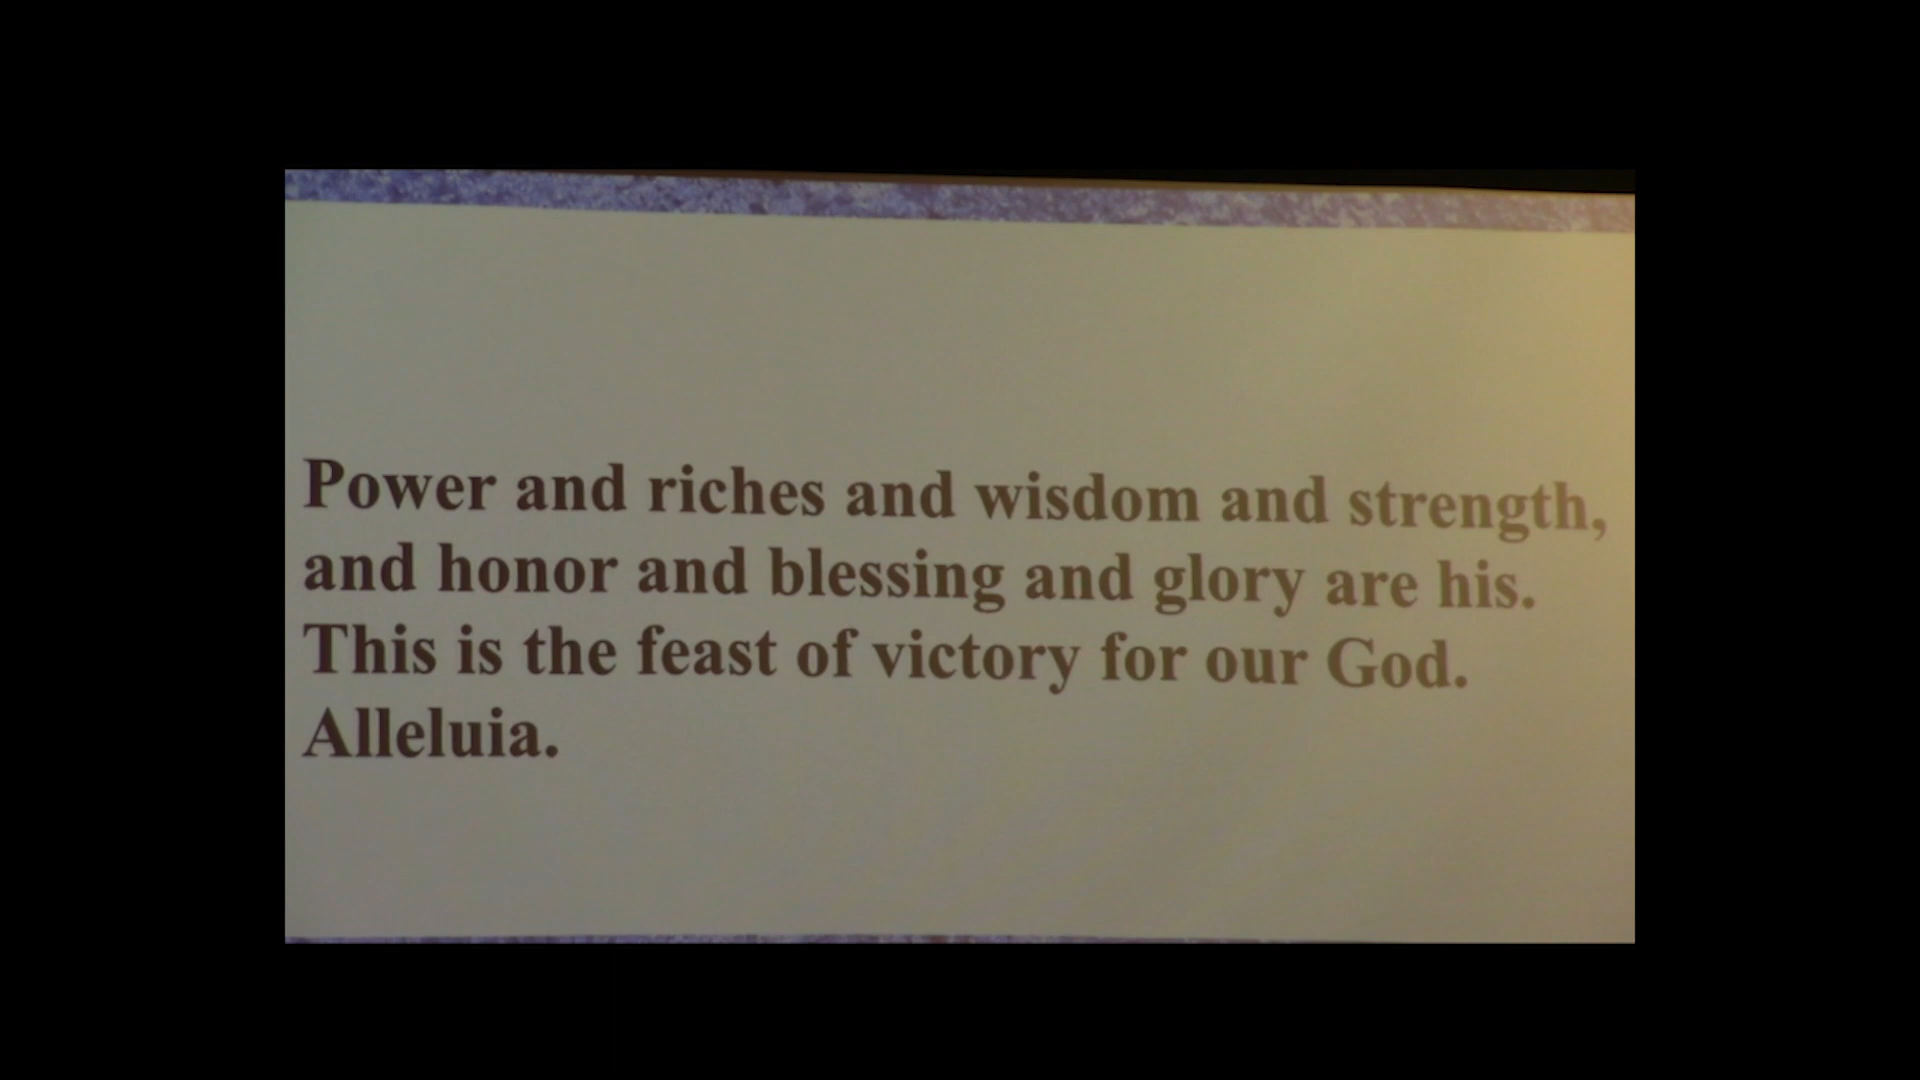 Power and riches and wisdom and strength,
and honor and blessing and glory are his.
This is the feast of victory for our God.
Alleluia.